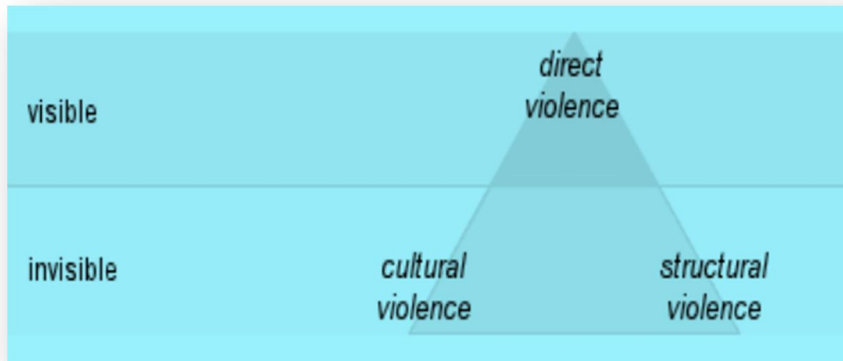 direct
violence
visible
invisible
cultural
violence
structural
violence